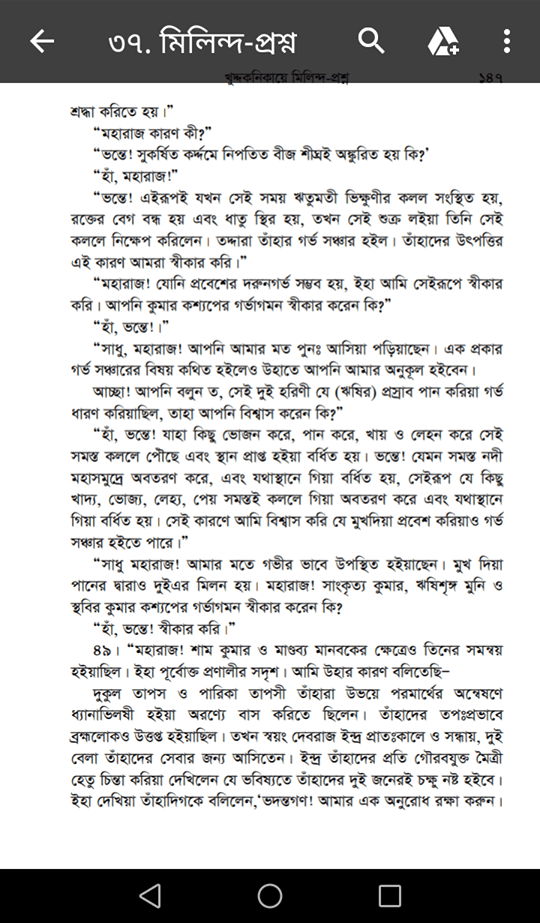 ৩৭. মিলিন্দ-প্রশ্ন
খুদ্দকনিকায়ে মিলিন্দ-প্রশ্ন ১৪৭
শ্রদ্ধা করিতে হয়।”
“মহারাজ কারণ কী?”
“ভন্তে! সুকর্ষিত কর্দ্দমে নিপতিত বীজ শীঘ্রই অঙ্কুরিত হয় কি?’
“হাঁ, মহারাজ!”
“ভন্তে! এইরূপই যখন সেই সময় ঋতুমতী ভিক্ষুণীর কলল সংস্থিত হয়,
রক্তের বেগ বন্ধ হয় এবং ধাতু স্থির হয়, তখন সেই শুক্র লইয়া তিনি সেই
কললে নিক্ষেপ করিলেন। তদ্দারা তাঁহার গর্ভ সঞ্চার হইল। তাঁহাদের উৎপত্তির
এই কারণ আমরা স্বীকার করি।”
“মহারাজ! যোনি প্রবেশের দরুনগর্ভ সম্ভব হয়, ইহা আমি সেইরূপে স্বীকার
করি। আপনি কুমার কশ্যপের গর্ভাগমন স্বীকার করেন কি?”
“হাঁ, ভন্তে!।”
“সাধু, মহারাজ! আপনি আমার মত পুনঃ আসিয়া পড়িয়াছেন। এক প্রকার
গর্ভ সঞ্চারের বিষয় কথিত হইলেও উহাতে আপনি আমার অনুকূল হইবেন।
আচ্ছা! আপনি বলুন ত, সেই দুই হরিণী যে (ঋষির) প্রস্রাব পান করিয়া গর্ভ
ধারণ করিয়াছিল, তাহা আপনি বিশ্বাস করেন কি?”
“হাঁ, ভন্তে! যাহা কিছু ভোজন করে, পান করে, খায় ও লেহন করে সেই
সমস্ত কললে পৌছে এবং স্থান প্রাপ্ত হইয়া বর্ধিত হয়। ভন্তে! যেমন সমস্ত নদী
মহাসমুদ্রে অবতরণ করে, এবং যথাস্থানে গিয়া বর্ধিত হয়, সেইরূপ যে কিছু
খাদ্য, ভোজ্য, লেহ্য, পেয় সমস্তই কললে গিয়া অবতরণ করে এবং যথাস্থানে
গিয়া বর্ধিত হয়। সেই কারণে আমি বিশ্বাস করি যে মুখদিয়া প্রবেশ করিয়াও গর্ভ
সঞ্চার হইতে পারে।”
“সাধু মহারাজ! আমার মতে গভীর ভাবে উপস্থিত হইয়াছেন। মুখ দিয়া
পানের দ্বারাও দুইএর মিলন হয়। মহারাজ! সাংকৃত্য কুমার, ঋষিশৃঙ্গ মুনি ও
স্থবির কুমার কশ্যপের গর্ভাগমন স্বীকার করেন কি?
“হাঁ, ভন্তে! স্বীকার করি।”
৪৯। “মহারাজ! শাম কুমার ও মাণ্ডব্য মানবকের ক্ষেত্রেও তিনের সমন্বয়
হইয়াছিল। ইহা পূর্বোক্ত প্রণালীর সদৃশ। আমি উহার কারণ বলিতেছি–
দুকুল তাপস ও পারিকা তাপসী তাঁহারা উভয়ে পরমার্থের অন্বেষণে
ধ্যানাভিলষী হইয়া অরণ্যে বাস করিতে ছিলেন। তাঁহাদের তপঃপ্রভাবে
ব্রহ্মলোকও উত্তপ্ত হইয়াছিল। তখন স্বয়ং দেবরাজ ইন্দ্র প্রাতঃকালে ও সন্ধায়, দুই
বেলা তাঁহাদের সেবার জন্য আসিতেন। ইন্দ্র তাঁহাদের প্রতি গৌরবযুক্ত মৈত্রী
হেতু চিন্তা করিয়া দেখিলেন যে ভবিষ্যতে তাঁহাদের দুই জনেরই চক্ষু নষ্ট হইবে।
ইহা দেখিয়া তাঁহাদিগকে বলিলেন,‘ভদন্তগণ! আমার এক অনুরোধ রক্ষা করুন।